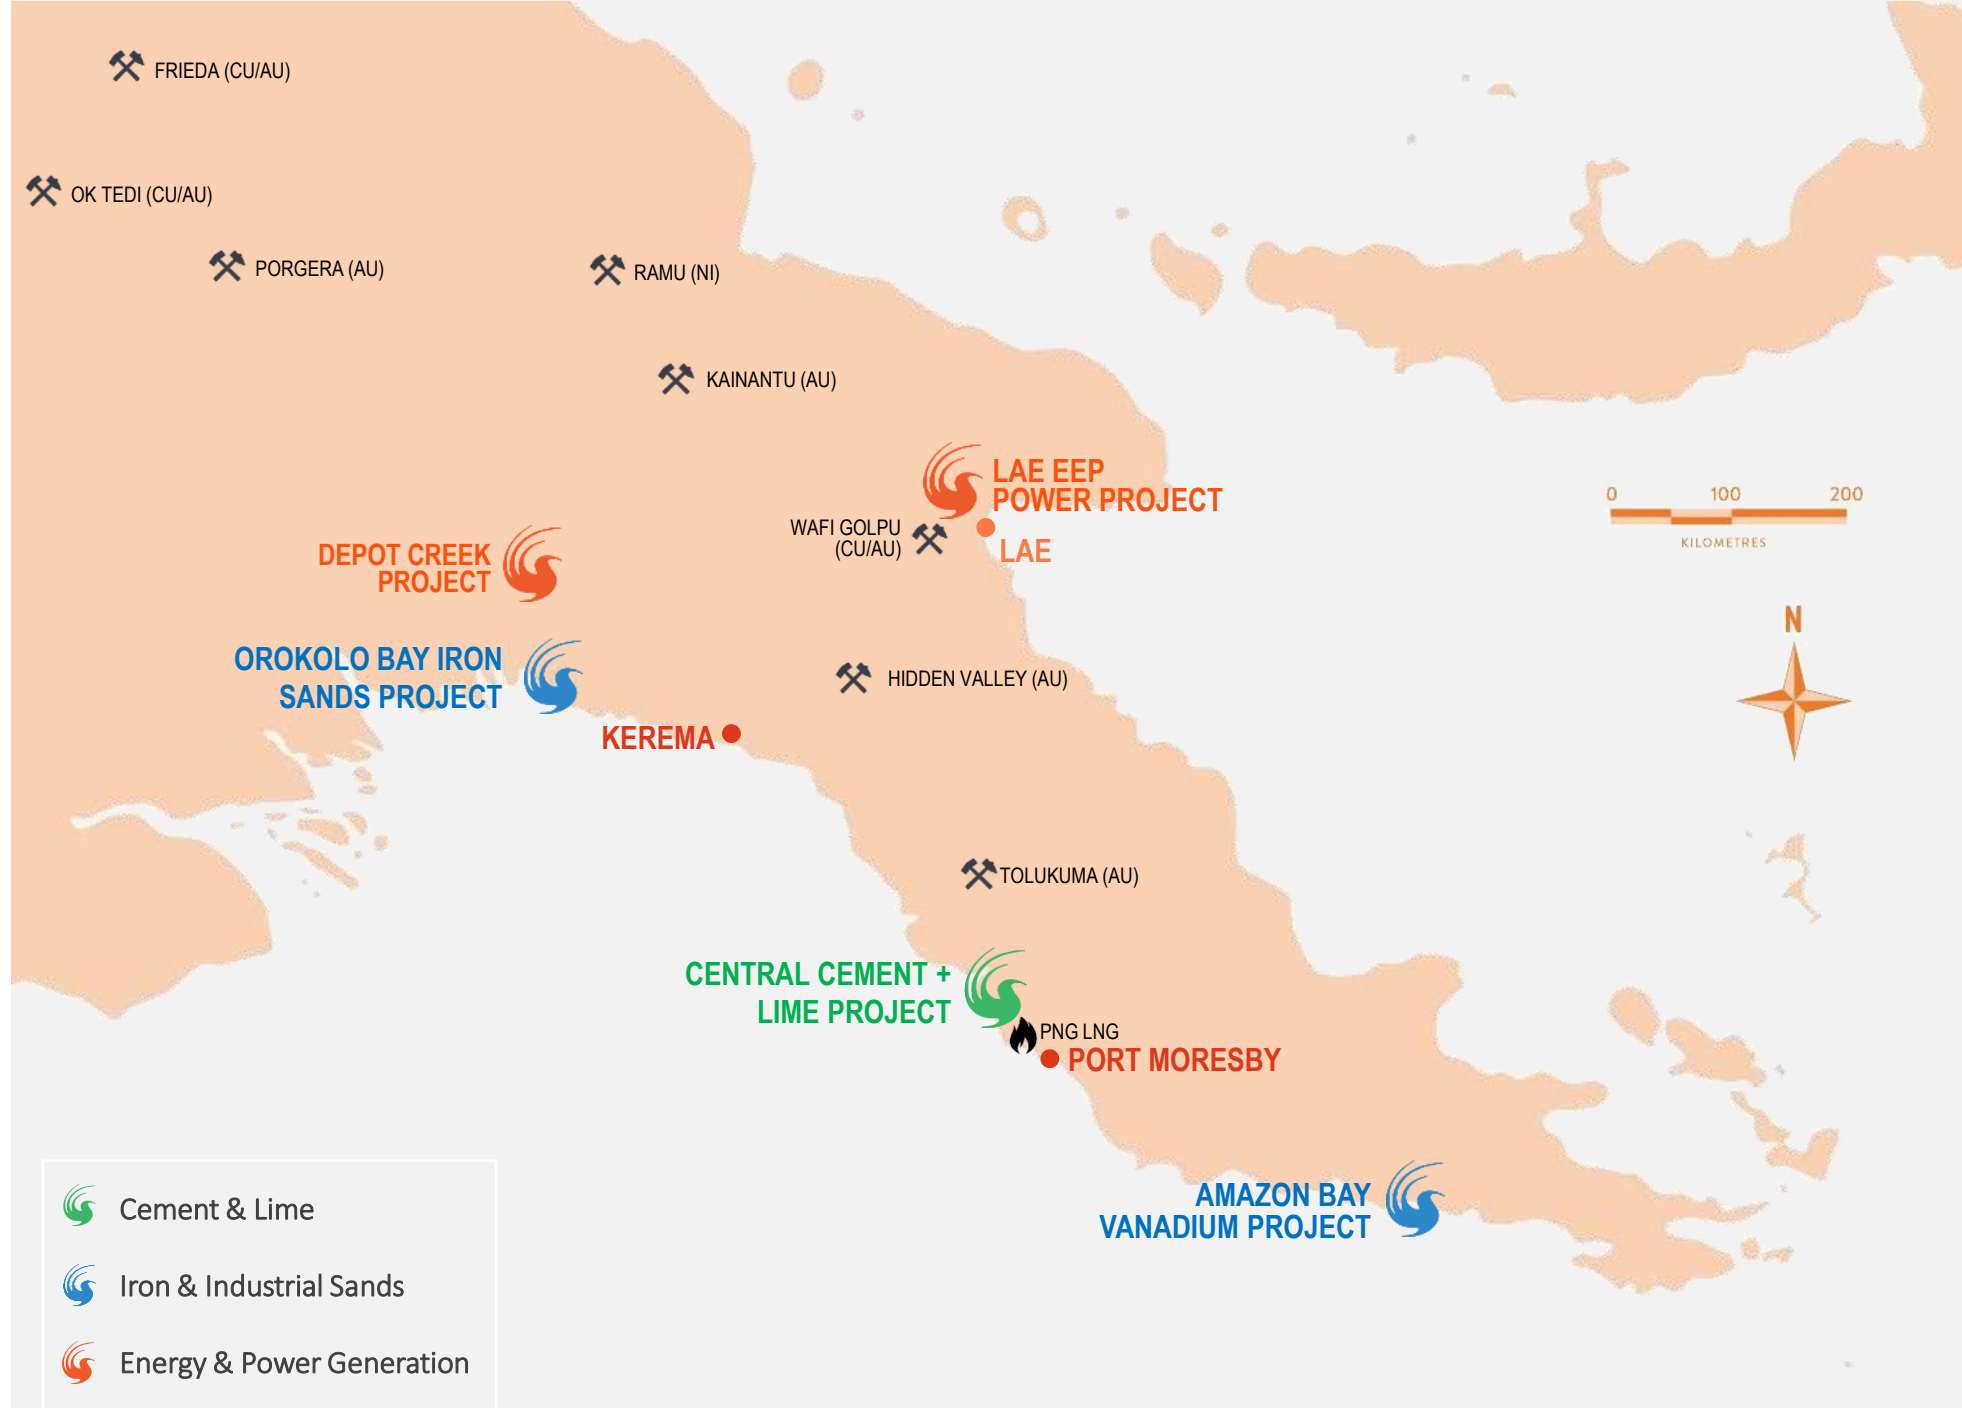 FRIEDA (CU/AU)
OK TEDI (CU/AU)
PORGERA (AU)
RAMU (NI)
KAINANTU (AU)
LAE EEP
POWER PROJECT
0 100 200
KILOMETRES
WAFI GOLPU
(CU/AU)
LAE
DEPOT CREEK
PROJECT
N
OROKOLO BAY IRON
SANDS PROJECT
HIDDEN VALLEY (AU)
KEREMA
TOLUKUMA (AU)
CENTRAL CEMENT +
LIME PROJECT
PNG LNG
PORT MORESBY
AMAZON BAY
VANADIUM PROJECT
Cement & Lime
Iron & Industrial Sands
Energy & Power Generation